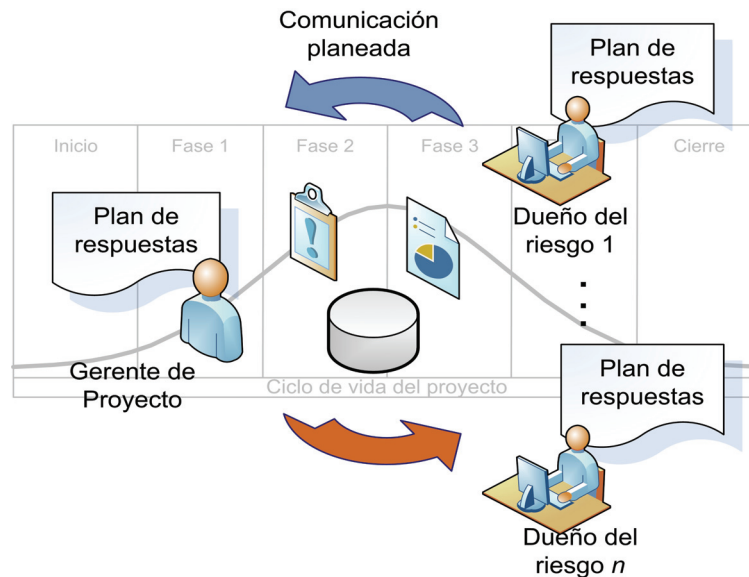 Comunicación
planeada
Plan de
respuestas
Inicio
Fase 1
Fase 2
Fase 3
Cierre
Plan de
respuestas
Dueño del
riesgo 1
Gerente de
Proyecto
Ciclo de vida del proyecto
Plan de
respuestas
Dueño del
riesgo n